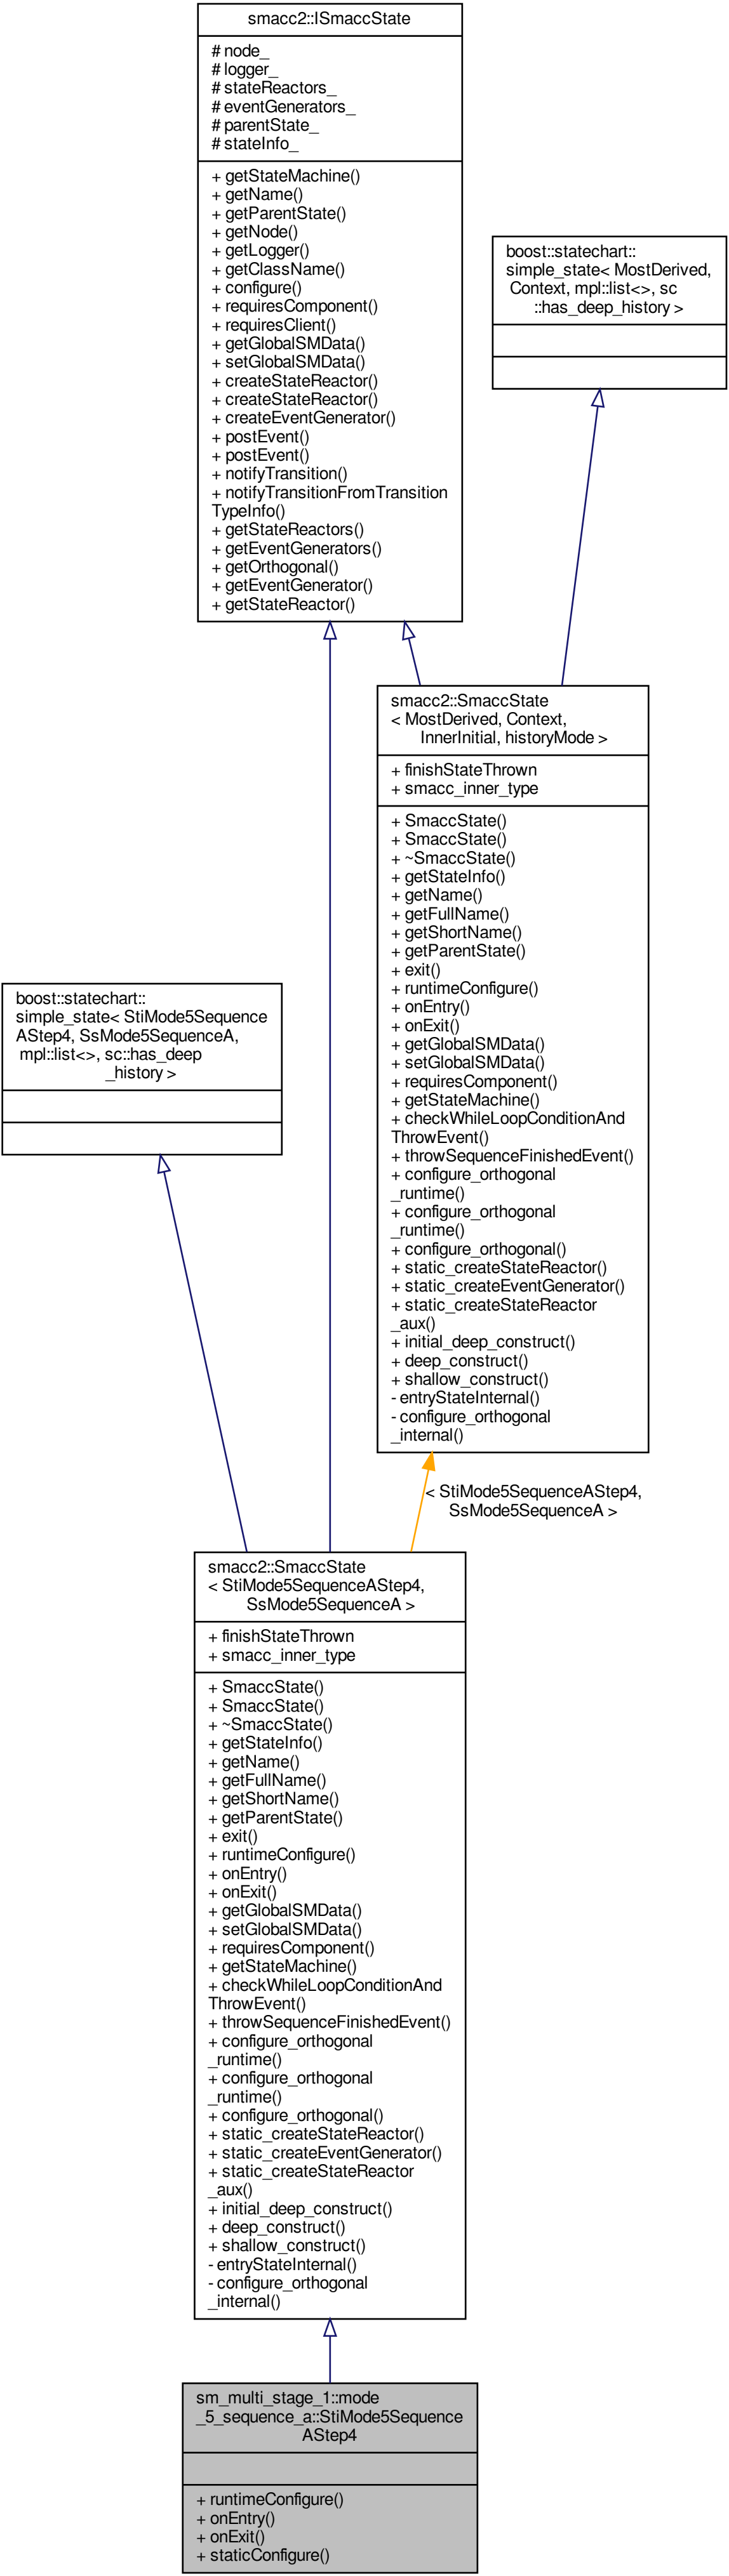 smacc2::ISmaccState
# node_
# logger_
# stateReactors_
# eventGenerators_
# parentState_
# stateInfo_
+ getStateMachine()
+ getName()
+ getParentState()
+ getNode()
+ getLogger()
+ getClassName()
+ configure()
+ requiresComponent()
+ requiresClient()
+ getGlobalSMData()
+ setGlobalSMData()
+ createStateReactor()
+ createStateReactor()
+ createEventGenerator()
+ postEvent()
+ postEvent()
+ notifyTransition()
+ notifyTransitionFromTransition
TypeInfo()
+ getStateReactors()
+ getEventGenerators()
+ getOrthogonal()
+ getEventGenerator()
+ getStateReactor()
boost::statechart::
simple_state< MostDerived,
Context, mpl::list<>, sc
::has_deep_history >
smacc2::SmaccState
< MostDerived, Context,
InnerInitial, historyMode >
+ finishStateThrown
+ smacc_inner_type
+ SmaccState()
+ SmaccState()
+ ~SmaccState()
+ getStateInfo()
+ getName()
+ getFullName()
+ getShortName()
+ getParentState()
+ exit()
+ runtimeConfigure()
+ onEntry()
+ onExit()
+ getGlobalSMData()
+ setGlobalSMData()
+ requiresComponent()
+ getStateMachine()
+ checkWhileLoopConditionAnd
ThrowEvent()
+ throwSequenceFinishedEvent()
+ configure_orthogonal
_runtime()
+ configure_orthogonal
_runtime()
+ configure_orthogonal()
+ static_createStateReactor()
+ static_createEventGenerator()
+ static_createStateReactor
_aux()
+ initial_deep_construct()
+ deep_construct()
+ shallow_construct()
- entryStateInternal()
- configure_orthogonal
_internal()
boost::statechart::
simple_state< StiMode5Sequence
AStep4, SsMode5SequenceA,
mpl::list<>, sc::has_deep
_history >
< StiMode5SequenceAStep4,
SsMode5SequenceA >
smacc2::SmaccState
< StiMode5SequenceAStep4,
SsMode5SequenceA >
+ finishStateThrown
+ smacc_inner_type
+ SmaccState()
+ SmaccState()
+ ~SmaccState()
+ getStateInfo()
+ getName()
+ getFullName()
+ getShortName()
+ getParentState()
+ exit()
+ runtimeConfigure()
+ onEntry()
+ onExit()
+ getGlobalSMData()
+ setGlobalSMData()
+ requiresComponent()
+ getStateMachine()
+ checkWhileLoopConditionAnd
ThrowEvent()
+ throwSequenceFinishedEvent()
+ configure_orthogonal
_runtime()
+ configure_orthogonal
_runtime()
+ configure_orthogonal()
+ static_createStateReactor()
+ static_createEventGenerator()
+ static_createStateReactor
_aux()
+ initial_deep_construct()
+ deep_construct()
+ shallow_construct()
- entryStateInternal()
- configure_orthogonal
_internal()
sm_multi_stage_1::mode
_5_sequence_a::StiMode5Sequence
AStep4
+ runtimeConfigure()
+ onEntry()
+ onExit()
+ staticConfigure()